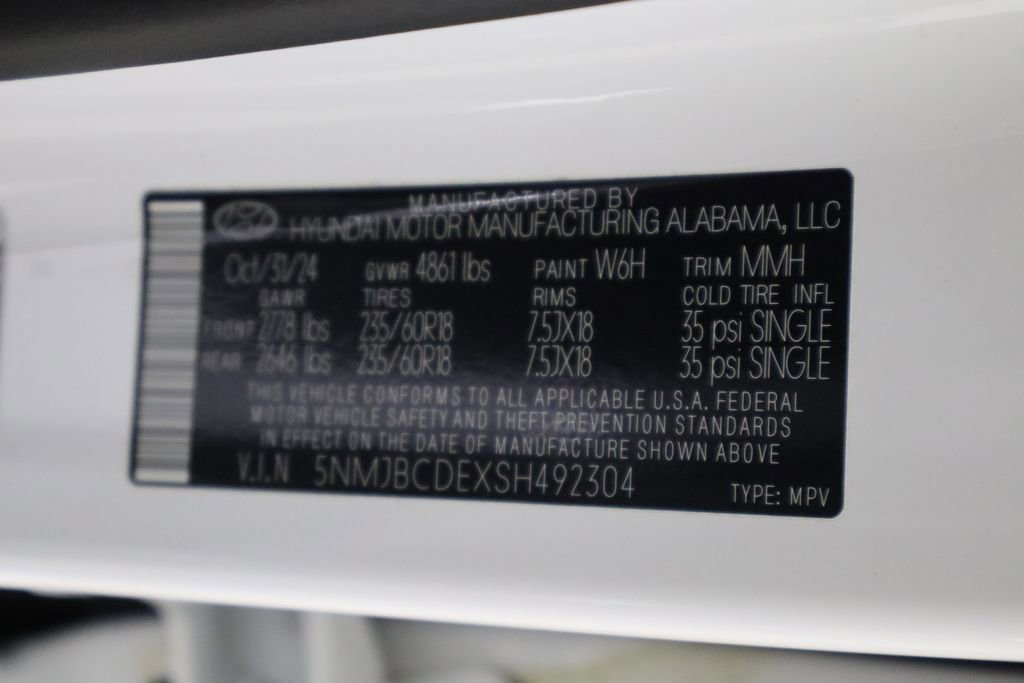 MANUFACTURED BY
HYUNDAI MOTOR MANUFACTURING ALABAMA, LLC
Oct/31/24 GVWR 4861 lbs PAINT W6H TRIM MMH
GAWR TIRES RIMS COLD TIRE INFL
FRONT 2778 lbs 235/60R18 7.5JX18 35 psi SINGLE
REAR 2646 lbs 235/60R18 7.5JX18 35 psi SINGLE
THIS VEHICLE CONFORMS TO ALL APPLICABLE U.S.A. FEDERAL
MOTOR VEHICLE SAFETY AND THEFT PREVENTION STANDARDS
IN EFFECT ON THE DATE OF MANUFACTURE SHOWN ABOVE
V.I.N 5NMJBCDEXSH492304
TYPE: MPV